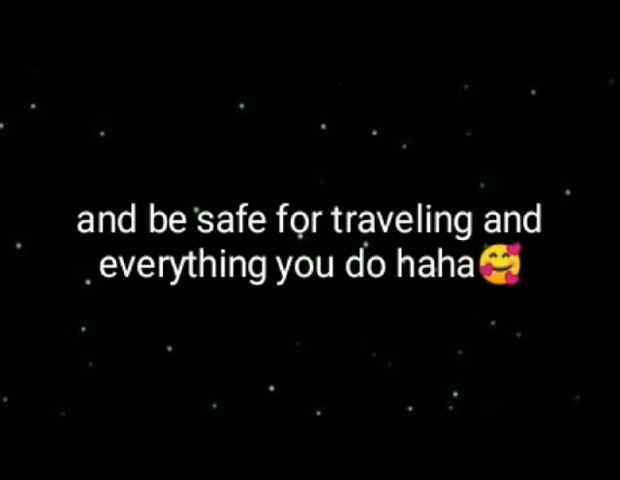 and be safe for traveling and
everything you do haha🥰